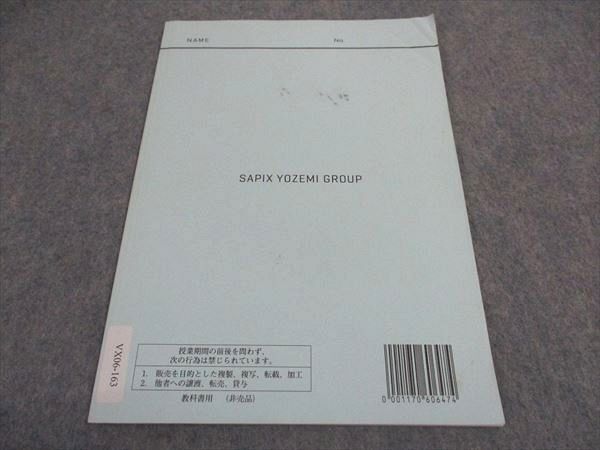 NAME No.
SAPIX YOZEMI GROUP
授業期間の前後を問わず、
次の行為は禁じられています。
1. 販売を目的とした複製、複写、転載、加工
2. 他者への譲渡、転売、貸与
教科書用 (非売品)
VX06-163
0001170606474